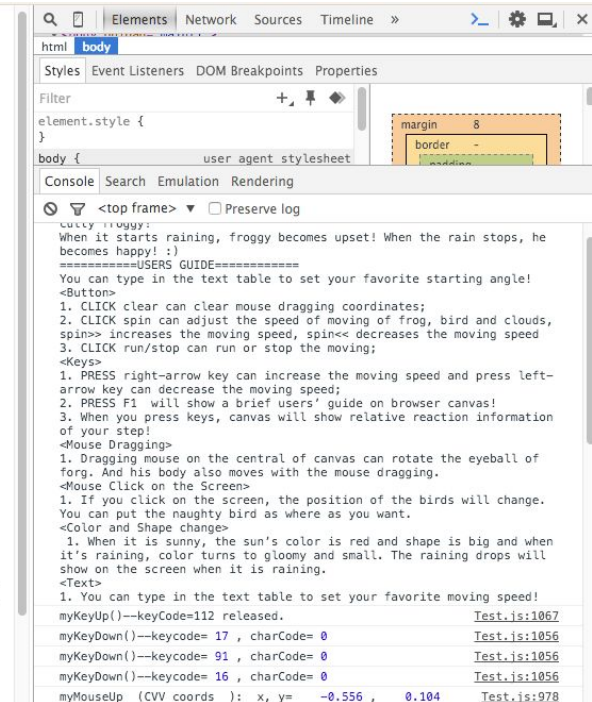 Elements Network Sources Timeline »
html body
Styles Event Listeners DOM Breakpoints Properties
Filter
element.style {
}
margin 8
border -
body { user agent stylesheet
padding
Console Search Emulation Rendering
<top frame> ▼ Preserve log
When it starts raining, froggy becomes upset! When the rain stops, he
becomes happy! :)
===========USERS GUIDE============
You can type in the text table to set your favorite starting angle!
<Button>
1. CLICK clear can clear mouse dragging coordinates;
2. CLICK spin can adjust the speed of moving of frog, bird and clouds,
spin>> increases the moving speed, spin<< decreases the moving speed
3. CLICK run/stop can run or stop the moving;
<Keys>
1. PRESS right-arrow key can increase the moving speed and press left-
arrow key can decrease the moving speed;
2. PRESS F1 will show a brief users’ guide on browser canvas!
3. When you press keys, canvas will show relative reaction information
of your step!
<Mouse Dragging>
1. Dragging mouse on the central of canvas can rotate the eyeball of
forg. And his body also moves with the mouse dragging.
<Mouse Click on the Screen>
1. If you click on the screen, the position of the birds will change.
You can put the naughty bird as where as you want.
<Color and Shape change>
1. When it is sunny, the sun’s color is red and shape is big and when
it’s raining, color turns to gloomy and small. The raining drops will
show on the screen when it is raining.
<Text>
1. You can type in the text table to set your favorite moving speed!
myKeyUp()--keyCode=112 released. Test.js:1067
myKeyDown()--keycode= 17 , charCode= 0 Test.js:1056
myKeyDown()--keycode= 91 , charCode= 0 Test.js:1056
myKeyDown()--keycode= 16 , charCode= 0 Test.js:1056
myMouseUp (CVV coords ): x, y= -0.556 , 0.104 Test.js:978